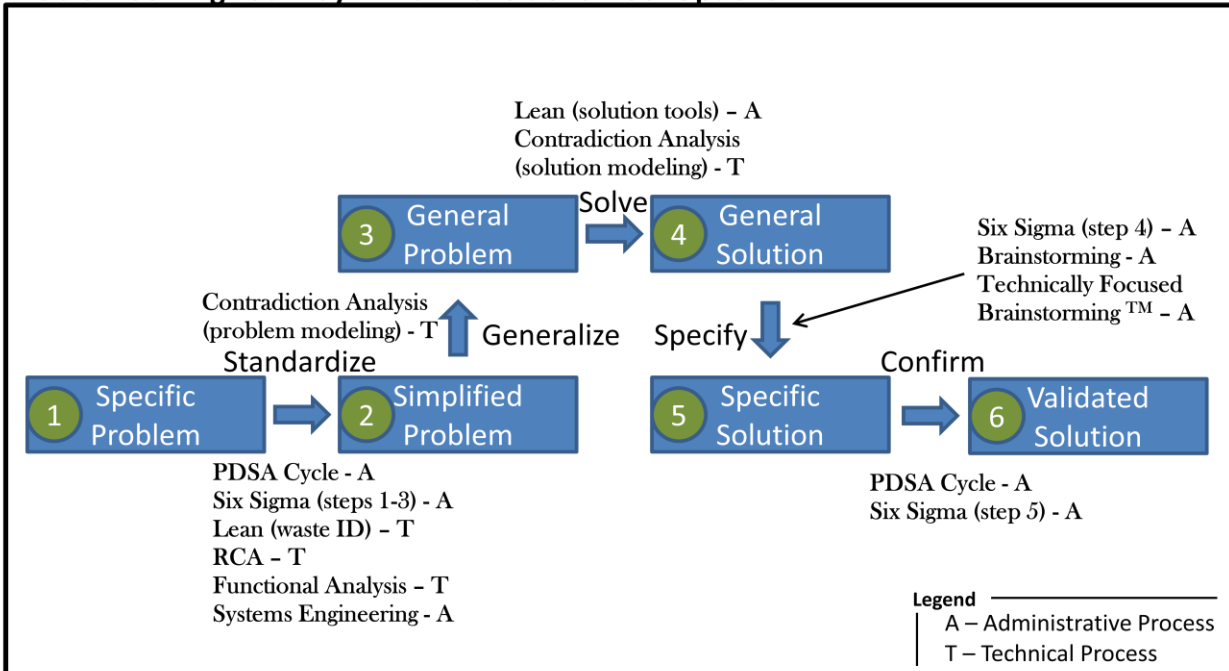 Lean (solution tools) – A
Contradiction Analysis
(solution modeling) - T
Solve
3
General
Problem
4
General
Solution
Six Sigma (step 4) – A
Brainstorming - A
Technically Focused
Brainstorming ™ – A
Contradiction Analysis
(problem modeling) - T
Generalize
Specify
Standardize
Confirm
1
Specific
Problem
2
Simplified
Problem
5
Specific
Solution
6
Validated
Solution
PDSA Cycle - A
Six Sigma (steps 1-3) - A
Lean (waste ID) – T
RCA – T
Functional Analysis – T
Systems Engineering - A
PDSA Cycle - A
Six Sigma (step 5) - A
Legend
A – Administrative Process
T – Technical Process